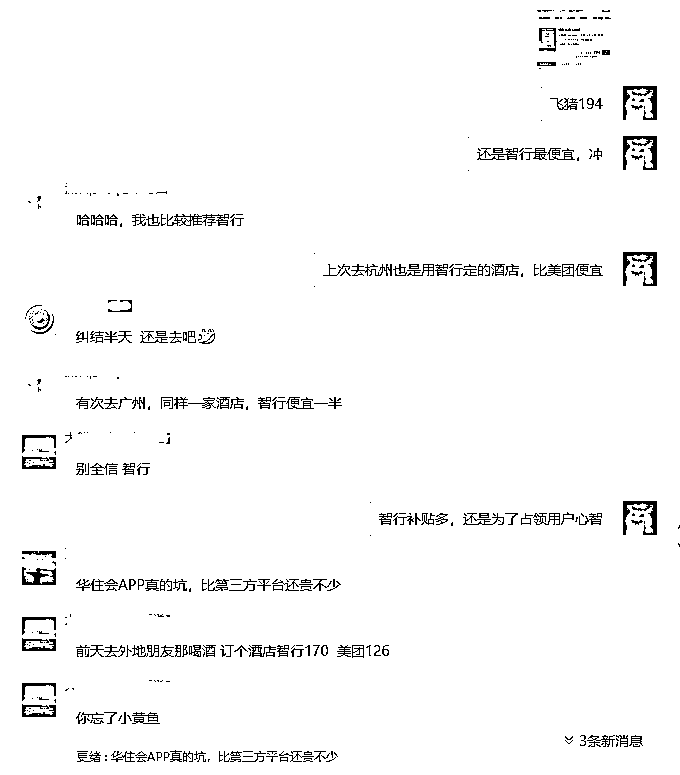 飞猪194
还是智行最便宜，冲
哈哈哈，我也比较推荐智行
上次去杭州也是用智行定的酒店，比美团便宜
纠结半天 还是去吧
有次去广州，同样一家酒店，智行便宜一半
别全信 智行
智行补贴多，还是为了占领用户心智
华住会APP真的坑，比第三方平台还贵不少
前天去外地朋友那喝酒 订个酒店智行170 美团126
你忘了小黄鱼
3条新消息
更绪：华住会APP真的坑，比第三方平台还贵不少